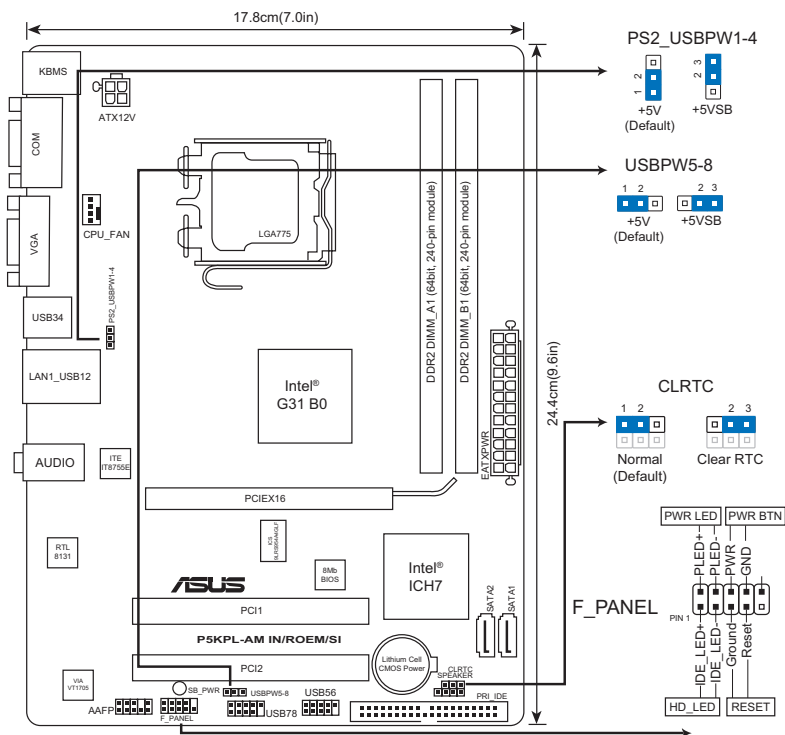 17.8cm(7.0in)
KBMS
ATX12V
COM
CPU_FAN
VGA
PS2_USBPW1-4
USB34
LAN1_USB12
LGA775
DDR2 DIMM_A1 (64bit, 240-pin module)
DDR2 DIMM_B1 (64bit, 240-pin module)
24.4cm(9.6in)
EATXPWR
Intel®
G31 B0
AUDIO
ITE
IT8755E
PCIEX16
RTL
8131
8Mb
BIOS
Intel®
ICH7
ASUS
PCI1
SATA2
SATA1
P5KPL-AM IN/ROEM/SI
PCI2
Lithium Cell
CMOS Power
CLRTC
SPEAKER
VIA
VT1705
SB_PWR
USBPW5-8
USB56
PRI_IDE
AAFP
F_PANEL
USB78
PS2_USBPW1-4
1 2
2 3
+5V
(Default)
+5VSB
USBPW5-8
1 2
2 3
+5V
(Default)
+5VSB
CLRTC
1 2
2 3
Normal
(Default)
Clear RTC
F_PANEL
PWR LED
PWR BTN
PLED+
PLED-
PWR
GND
PIN 1
IDE_LED+
IDE_LED-
Ground
Reset
HD_LED
RESET